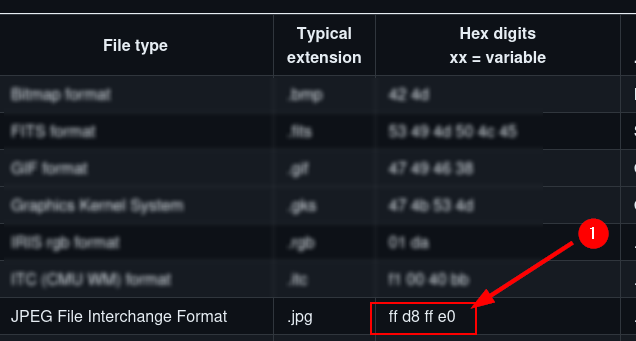 File type
Typical
extension
Hex digits
xx = variable
Bitmap format .bmp 42 4d
FITS format .fits 53 49 4d 50 4c 45
GIF format .gif 47 49 46 38
Graphics Kernel System .gks 47 4b 53 4d
IRIS rgb format .rgb 01 da
ITC (CMU WM) format .itc f1 00 40 bb
1
JPEG File Interchange Format .jpg ff d8 ff e0